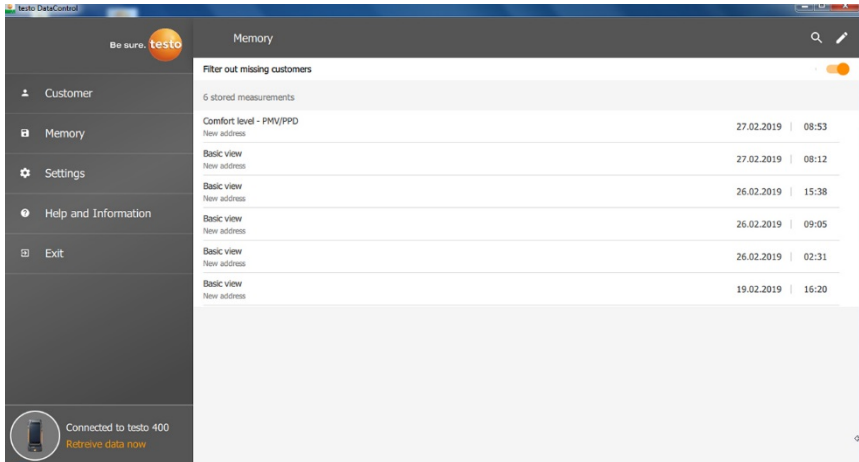 testo DataControl
Be sure. testo
Memory
Customer
Memory
Settings
Help and Information
Exit
Connected to testo 400
Retreive data now
Filter out missing customers
6 stored measurements
Comfort level - PMV/PPD
New address
27.02.2019 | 08:53
Basic view
New address
27.02.2019 | 08:12
Basic view
New address
26.02.2019 | 15:38
Basic view
New address
26.02.2019 | 09:05
Basic view
New address
26.02.2019 | 02:31
Basic view
New address
19.02.2019 | 16:20